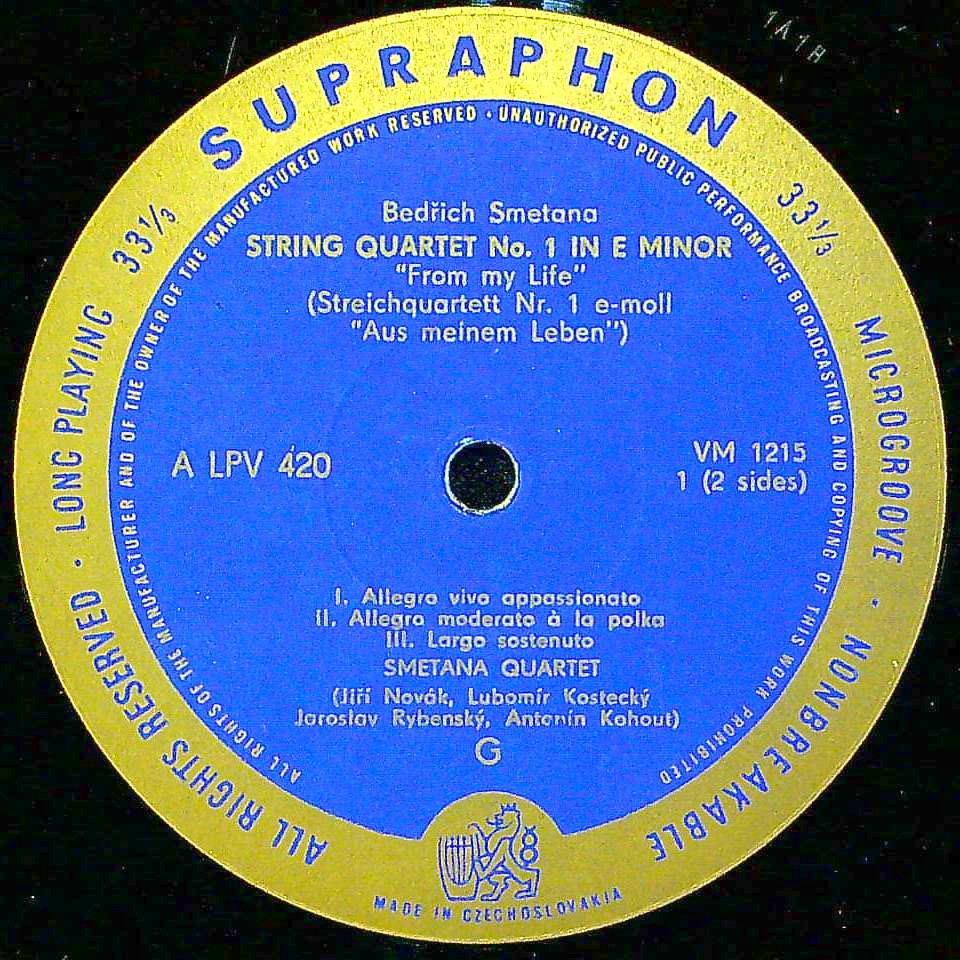 1A1H
SUPRAPHON
LONG PLAYING 33⅓
33⅓ MICROGROOVE · NONBREAKABLE
ALL RIGHTS RESERVED ·
ALL RIGHTS OF THE MANUFACTURER AND OF THE OWNER OF THE MANUFACTURED WORK RESERVED · UNAUTHORIZED PUBLIC PERFORMANCE BROADCASTING AND COPYING OF THIS WORK PROHIBITED
Bedřich Smetana
STRING QUARTET No. 1 IN E MINOR
"From my Life"
(Streichquartett Nr. 1 e-moll
"Aus meinem Leben")
A LPV 420
VM 1215
1 (2 sides)
I. Allegro vivo appassionato
II. Allegro moderato à la polka
III. Largo sostenuto
SMETANA QUARTET
(Jiří Novák, Lubomír Kostecký
Jaroslav Rybenský, Antonín Kohout)
G
MADE IN CZECHOSLOVAKIA